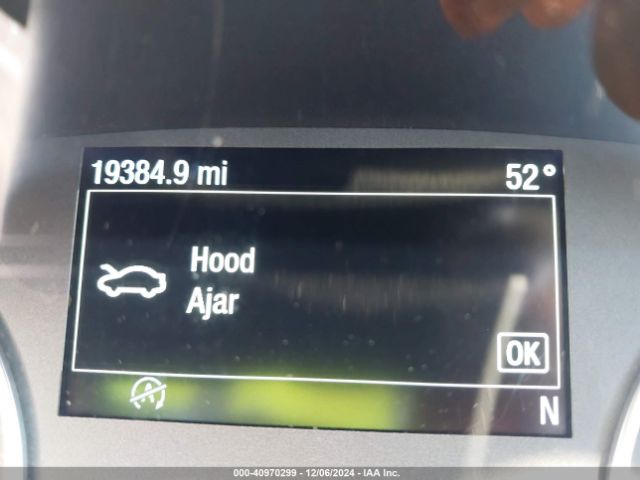 19384.9 mi 52°
Hood
Ajar
OK
A
N
000-40970299 - 12/06/2024 - IAA Inc.